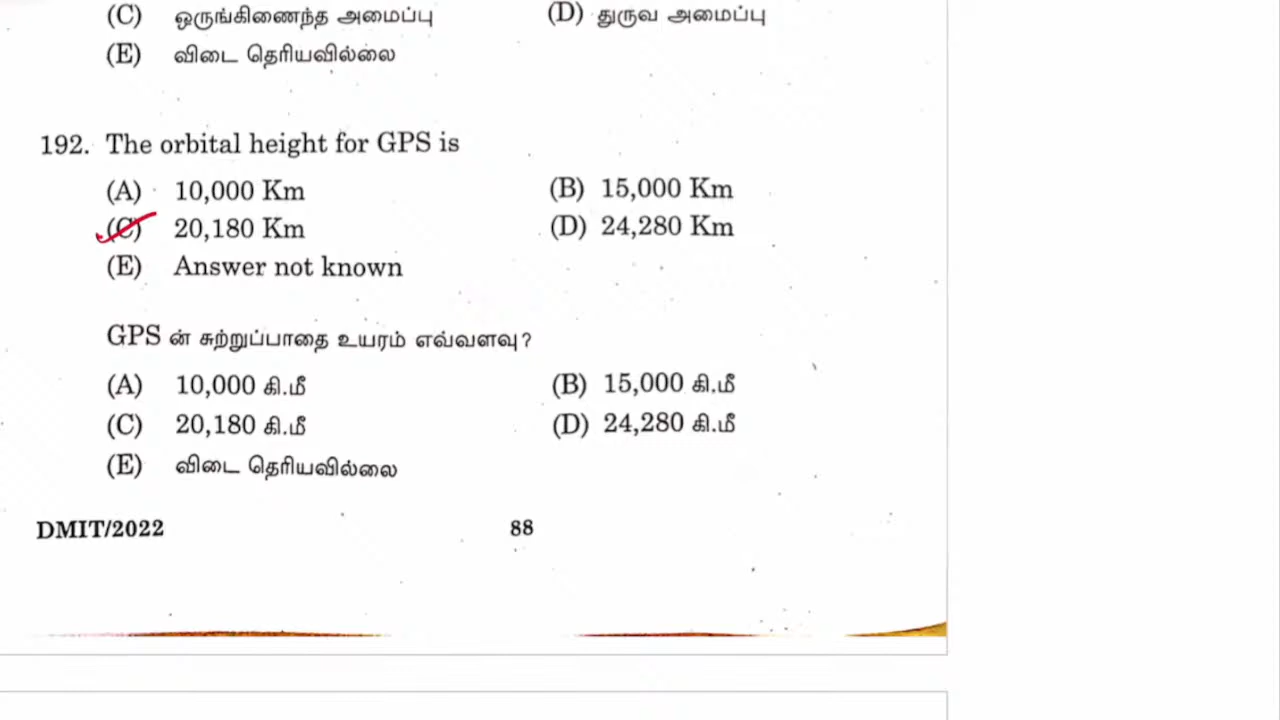 (C) ஒருங்கிணைந்த அமைப்பு (D) துருவ அமைப்பு
(E) விடை தெரியவில்லை
192. The orbital height for GPS is
(A) 10,000 Km (B) 15,000 Km
(C) 20,180 Km (D) 24,280 Km
(E) Answer not known
GPS ன் சுற்றுப்பாதை உயரம் எவ்வளவு?
(A) 10,000 கி.மீ (B) 15,000 கி.மீ
(C) 20,180 கி.மீ (D) 24,280 கி.மீ
(E) விடை தெரியவில்லை
DMIT/2022 88